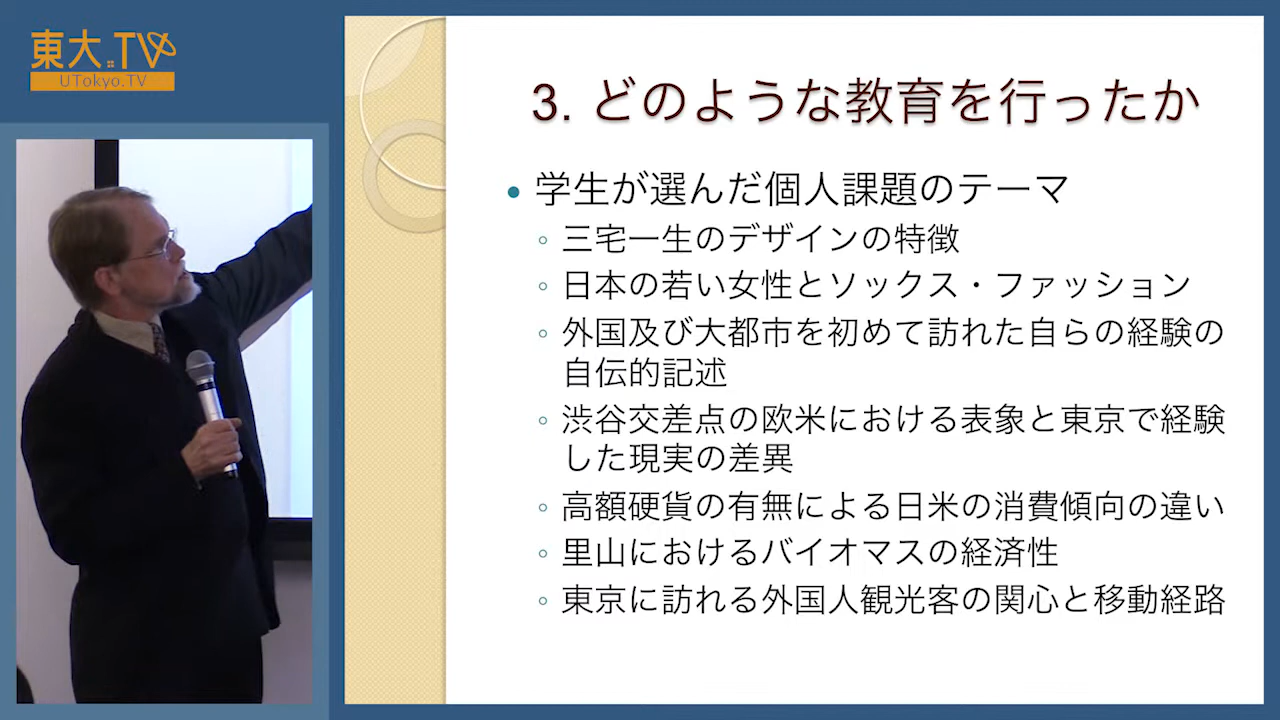 東大.TV
UTokyo.TV
3. どのような教育を行ったか
• 学生が選んだ個人課題のテーマ
◦ 三宅一生のデザインの特徴
◦ 日本の若い女性とソックス・ファッション
◦ 外国及び大都市を初めて訪れた自らの経験の
自伝的記述
◦ 渋谷交差点の欧米における表象と東京で経験
した現実の差異
◦ 高額硬貨の有無による日米の消費傾向の違い
◦ 里山におけるバイオマスの経済性
◦ 東京に訪れる外国人観光客の関心と移動経路